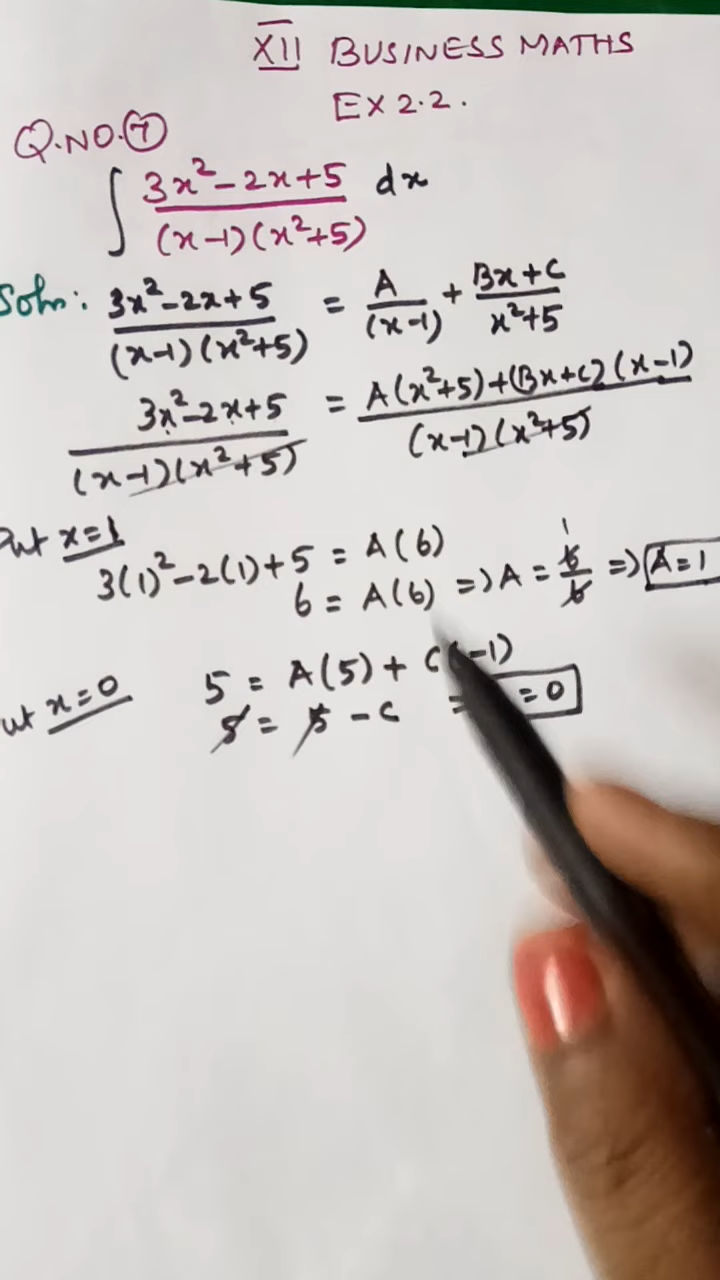 XII BUSINESS MATHS
EX 2.2.
Q.NO.⑦
∫ 3x²-2x+5 / (x-1)(x²+5) dx
Soln: 3x²-2x+5 / (x-1)(x²+5) = A / (x-1) + Bx+C / x²+5
3x²-2x+5 / (x-1)(x²+5) = A(x²+5)+(Bx+C)(x-1) / (x-1)(x²+5)
Put x=1
3(1)²-2(1)+5 = A(6)
6 = A(6) => A = 6/6 1 => A=1
Put x=0 5 = A(5) + C(-1)
5 = 5 - C = =0